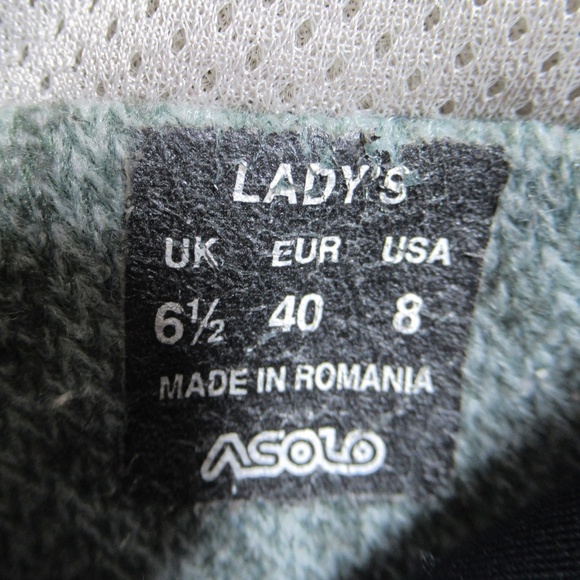 LADY'S
UK EUR USA
6½ 40 8
MADE IN ROMANIA
ASOLO